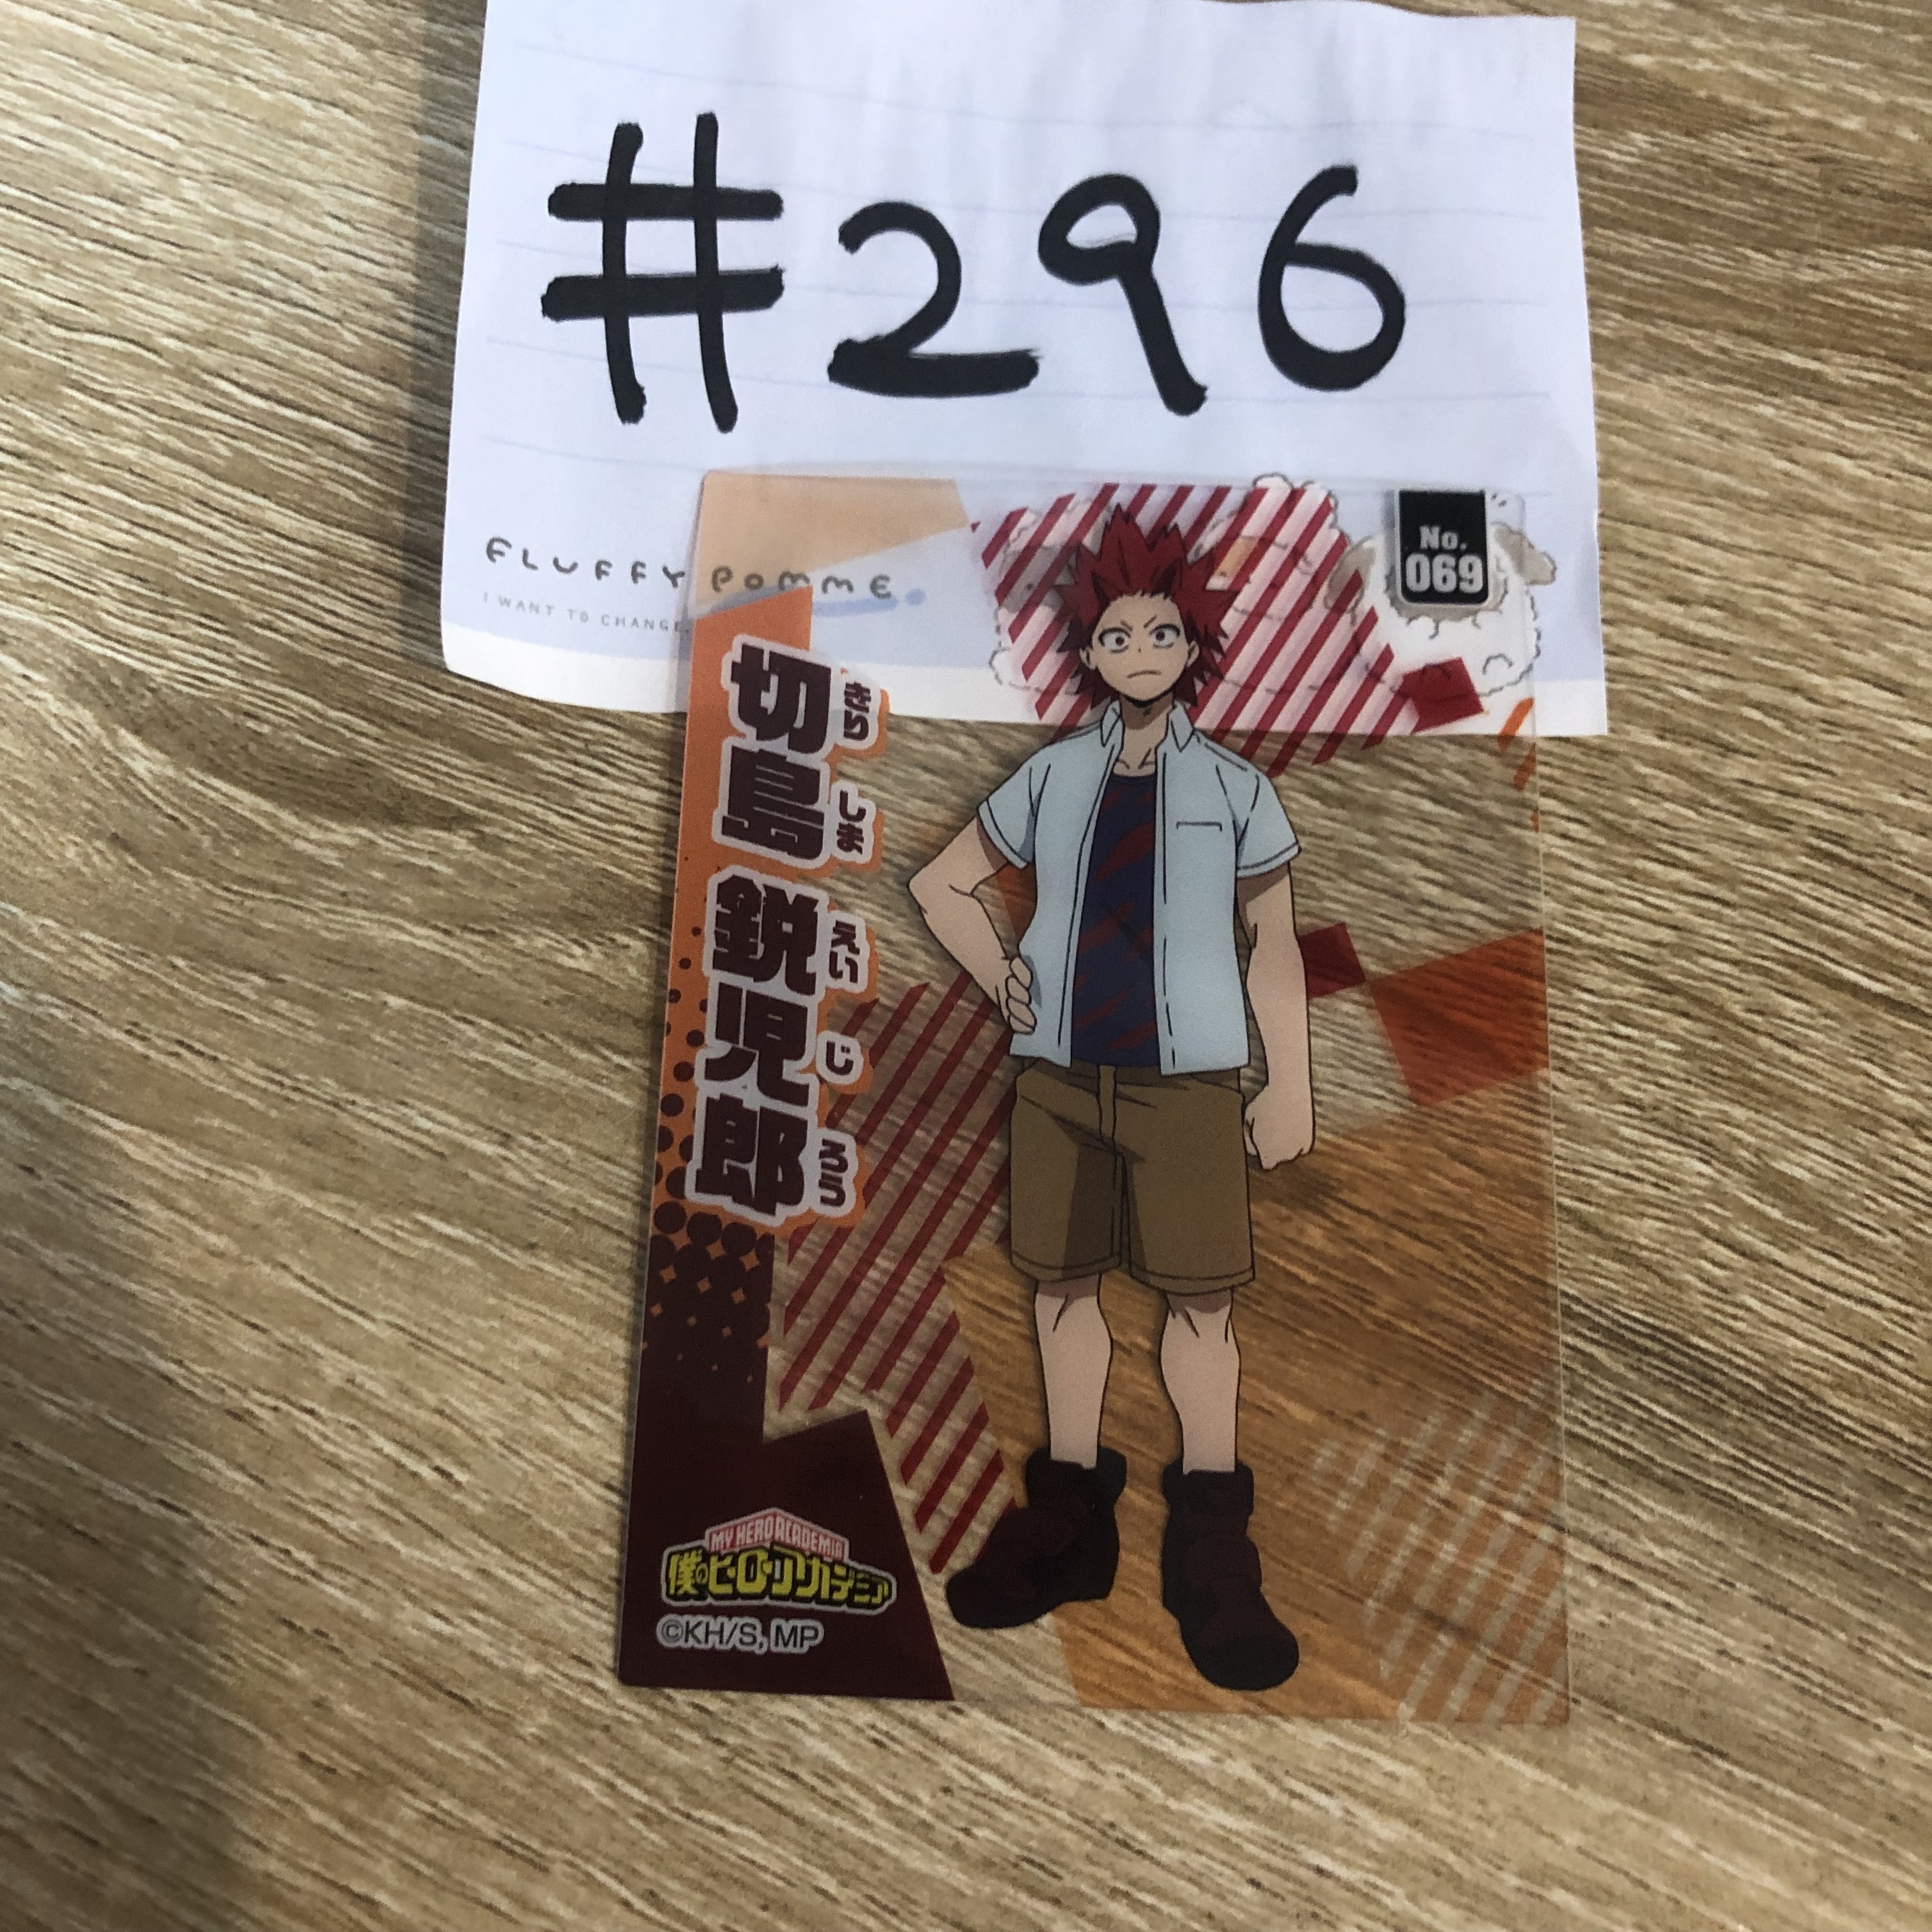 #296
FLUFFY POMME.
I WANT TO CHANGE.
No.
069
切島 鋭児郎
きり しま えい じ ろう
MY HERO ACADEMIA
僕のヒーローアカデミア
©KH/S, MP